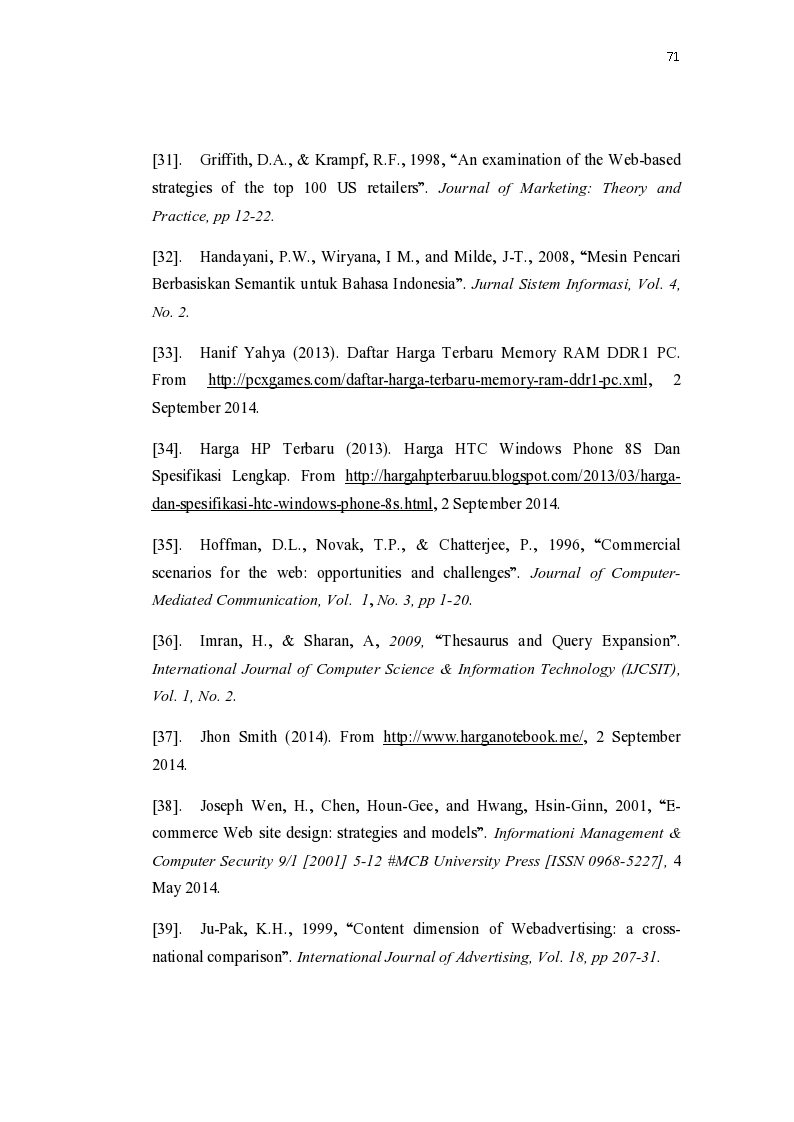 71
[31]. Griffith, D.A., & Krampf, R.F., 1998, “An examination of the Web-based
strategies of the top 100 US retailers”. Journal of Marketing: Theory and
Practice, pp 12-22.
[32]. Handayani, P.W., Wiryana, I M., and Milde, J-T., 2008, “Mesin Pencari
Berbasiskan Semantik untuk Bahasa Indonesia”. Jurnal Sistem Informasi, Vol. 4,
No. 2.
[33]. Hanif Yahya (2013). Daftar Harga Terbaru Memory RAM DDR1 PC.
From http://pcxgames.com/daftar-harga-terbaru-memory-ram-ddr1-pc.xml, 2
September 2014.
[34]. Harga HP Terbaru (2013). Harga HTC Windows Phone 8S Dan
Spesifikasi Lengkap. From http://hargahpterbaruu.blogspot.com/2013/03/harga-
dan-spesifikasi-htc-windows-phone-8s.html, 2 September 2014.
[35]. Hoffman, D.L., Novak, T.P., & Chatterjee, P., 1996, “Commercial
scenarios for the web: opportunities and challenges”. Journal of Computer-
Mediated Communication, Vol. 1, No. 3, pp 1-20.
[36]. Imran, H., & Sharan, A, 2009, “Thesaurus and Query Expansion”.
International Journal of Computer Science & Information Technology (IJCSIT),
Vol. 1, No. 2.
[37]. Jhon Smith (2014). From http://www.harganotebook.me/, 2 September
2014.
[38]. Joseph Wen, H., Chen, Houn-Gee, and Hwang, Hsin-Ginn, 2001, “E-
commerce Web site design: strategies and models”. Informationi Management &
Computer Security 9/1 [2001] 5-12 #MCB University Press [ISSN 0968-5227], 4
May 2014.
[39]. Ju-Pak, K.H., 1999, “Content dimension of Webadvertising: a cross-
national comparison”. International Journal of Advertising, Vol. 18, pp 207-31.